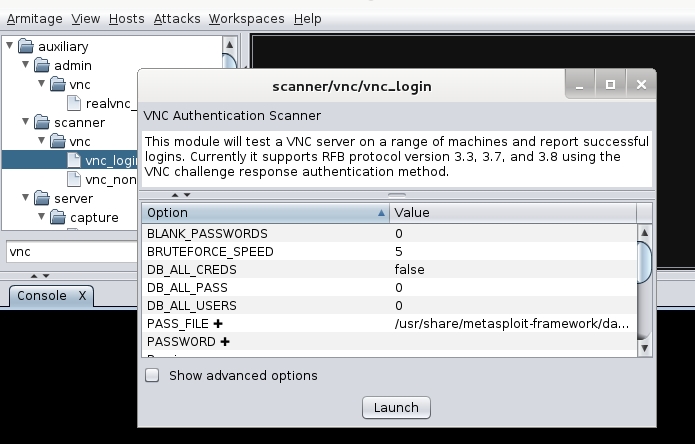 Armitage View Hosts Attacks Workspaces Help
auxiliary
admin
vnc
realvnc_
scanner
vnc
vnc_login
vnc_non
server
capture
vnc
Console X
scanner/vnc/vnc_login
VNC Authentication Scanner
This module will test a VNC server on a range of machines and report successful
logins. Currently it supports RFB protocol version 3.3, 3.7, and 3.8 using the
VNC challenge response authentication method.
Option Value
BLANK_PASSWORDS 0
BRUTEFORCE_SPEED 5
DB_ALL_CREDS false
DB_ALL_PASS 0
DB_ALL_USERS 0
PASS_FILE ✚ /usr/share/metasploit-framework/da...
PASSWORD ✚
Show advanced options
Launch